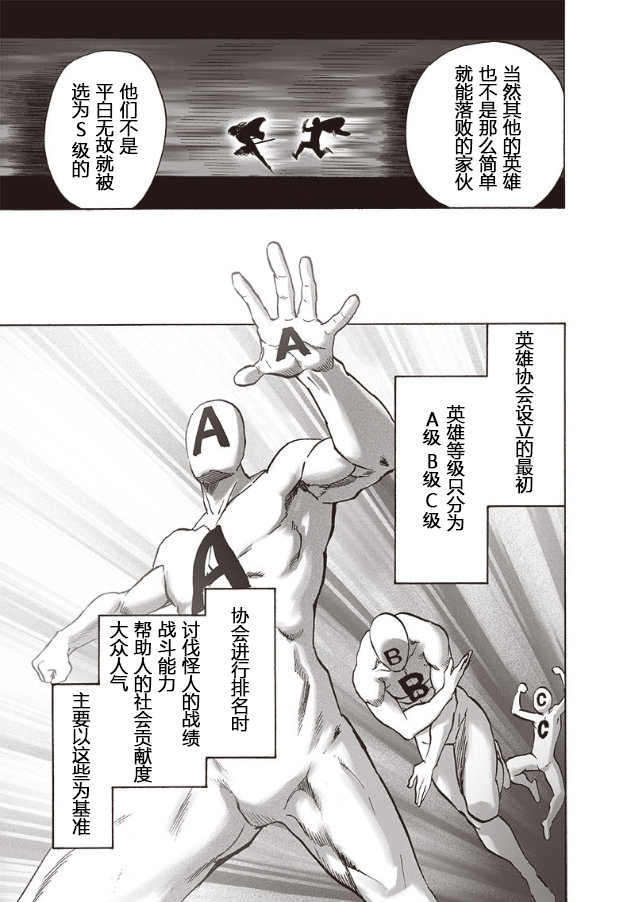 当然其他的英雄
也不是那么简单
就能落败的家伙
他们不是
平白无故就被
选为S级的
英雄协会设立的最初
英雄等级只分为
A级 B级 C级
A
A
A
B
B
C
C
协会进行排名时
讨伐怪人的战绩
战斗能力
帮助人的社会贡献度
大众人气
主要以这些为基准